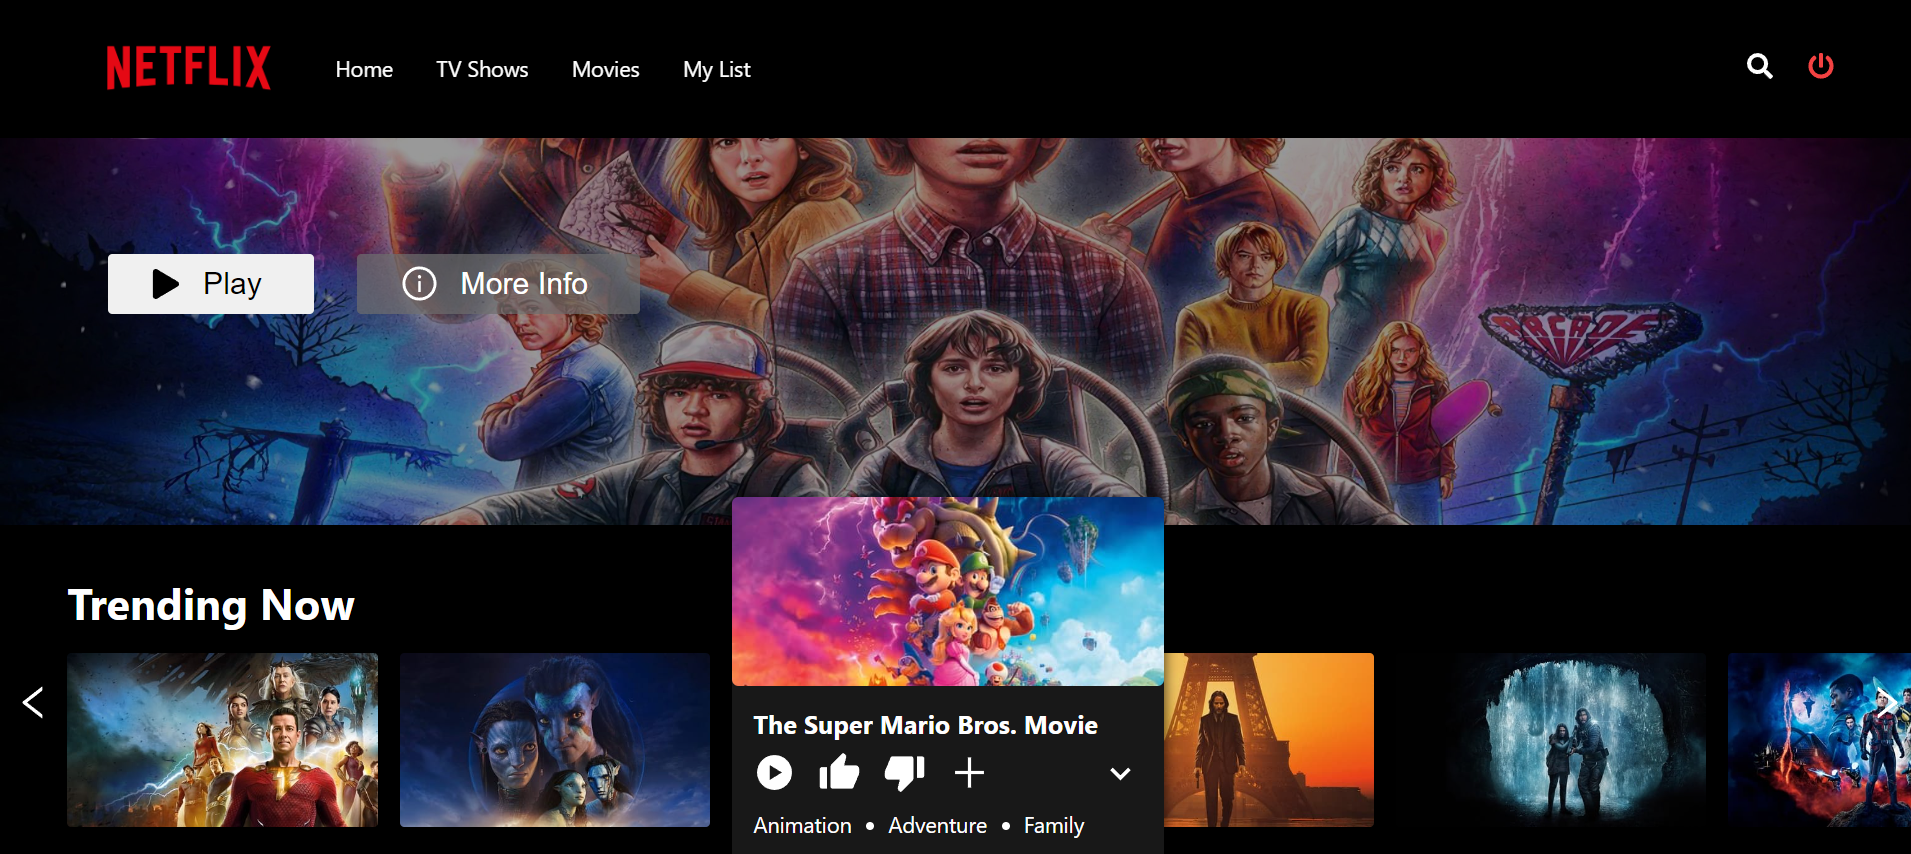 NETFLIX
Home
TV Shows
Movies
My List
Play
More Info
ARCADE
Trending Now
The Super Mario Bros. Movie
Animation • Adventure • Family